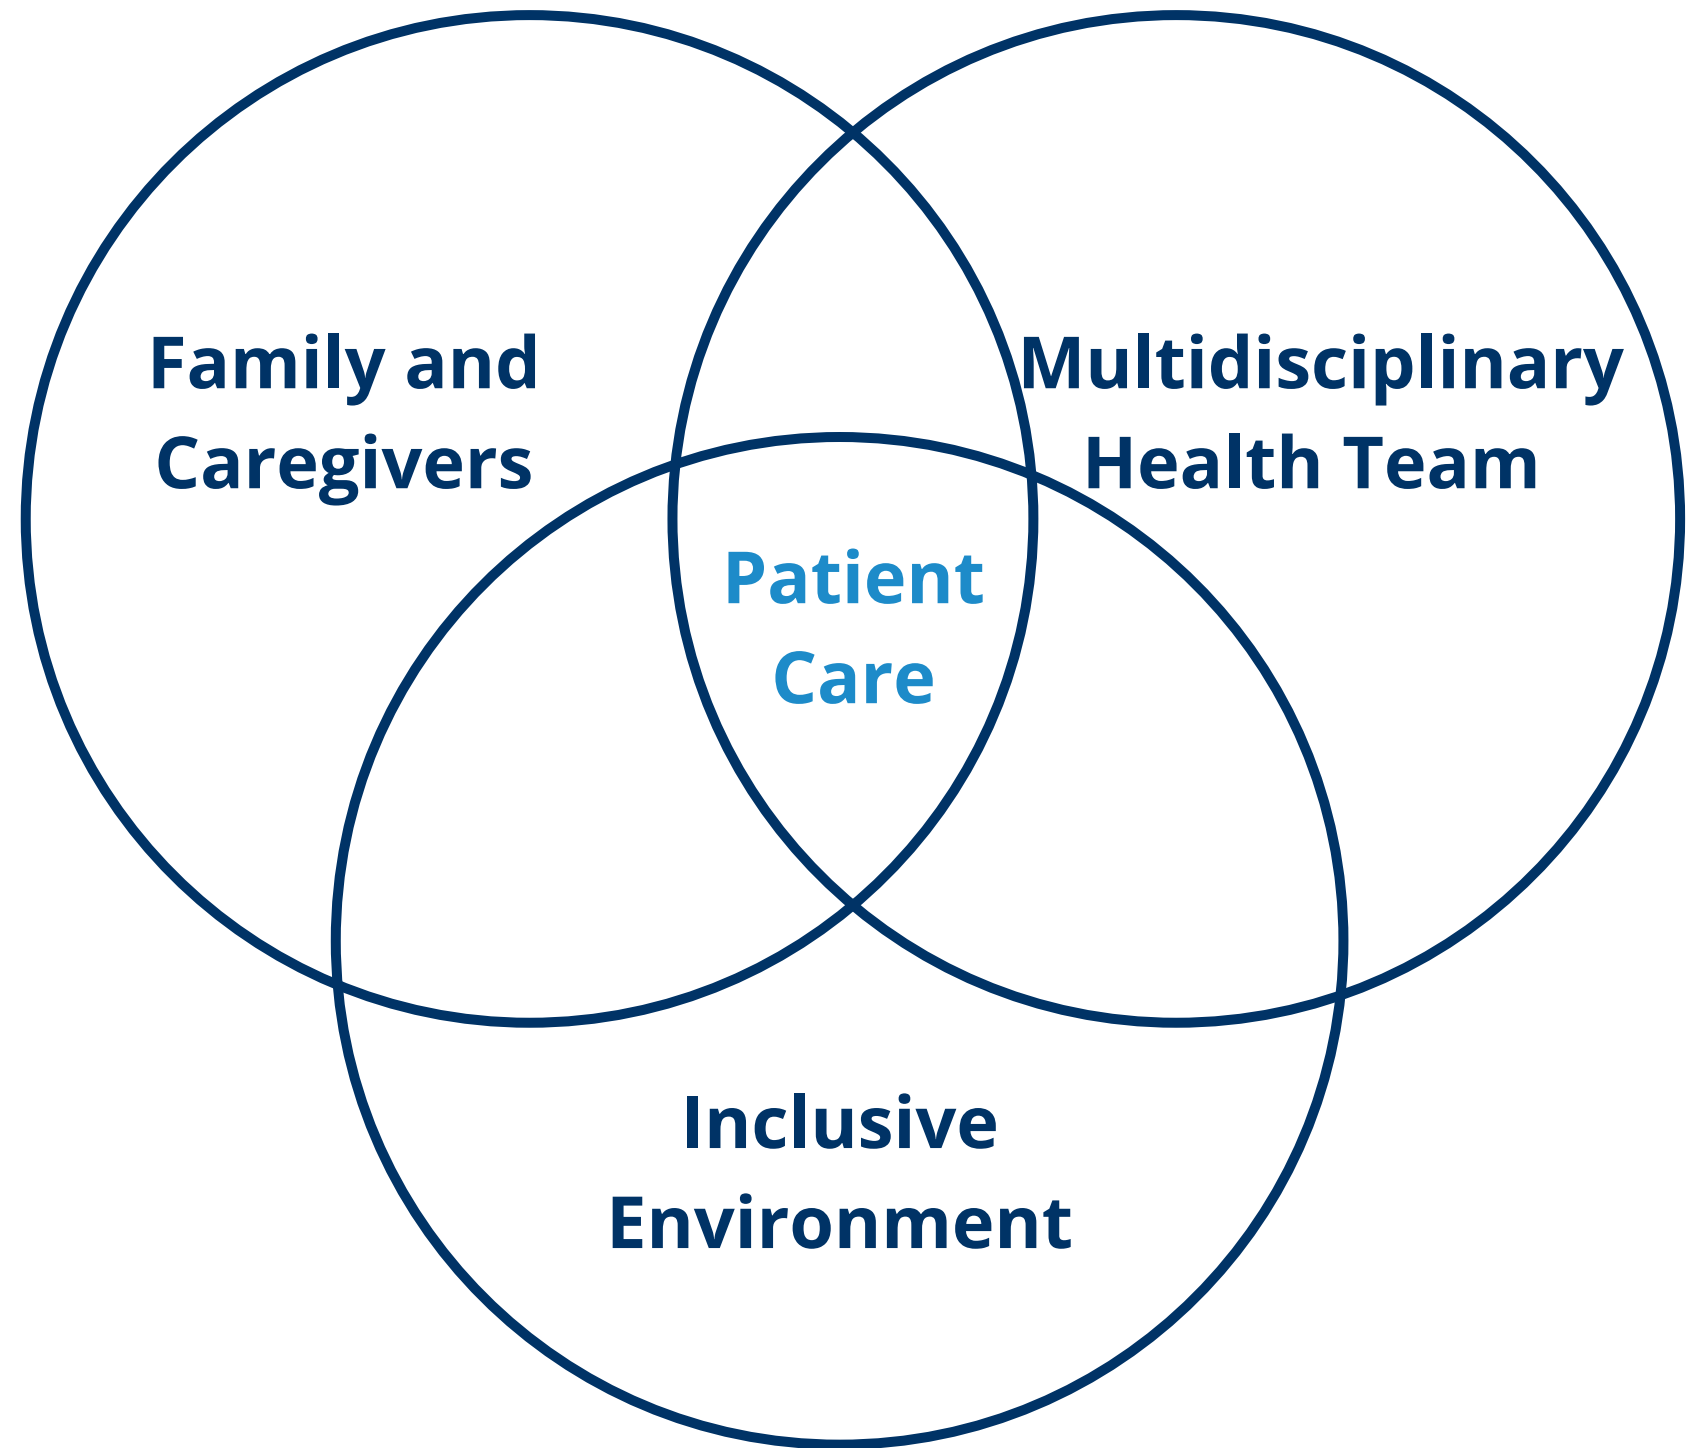 Family and
Caregivers
Multidisciplinary
Health Team
Patient
Care
Inclusive
Environment